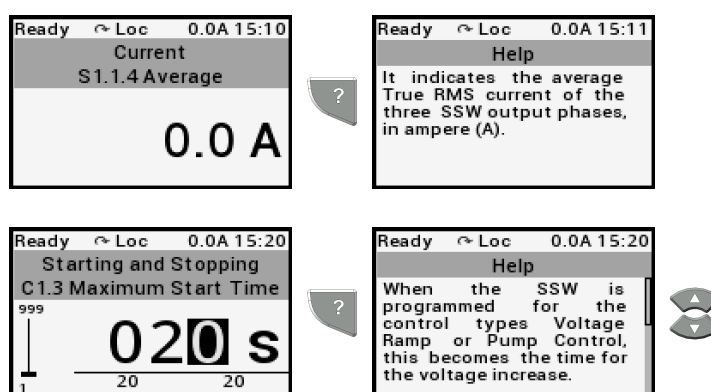 Ready Loc 0.0A 15:10
Current
S1.1.4 Average
0.0 A
?
Ready Loc 0.0A 15:11
Help
It indicates the average
True RMS current of the
three SSW output phases,
in ampere (A).
Ready Loc 0.0A 15:20
Starting and Stopping
C1.3 Maximum Start Time
999
020 s
1
20 20
?
Ready Loc 0.0A 15:20
Help
When the SSW is
programmed for the
control types Voltage
Ramp or Pump Control,
this becomes the time for
the voltage increase.